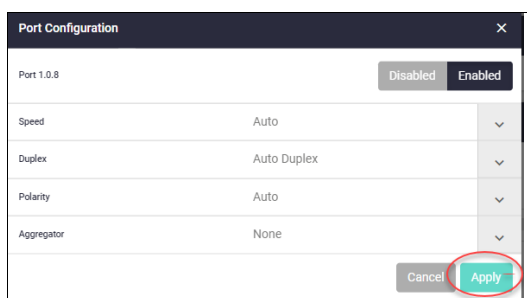 Port Configuration ×
Port 1.0.8 Disabled Enabled
Speed Auto
Duplex Auto Duplex
Polarity Auto
Aggregator None
Cancel Apply